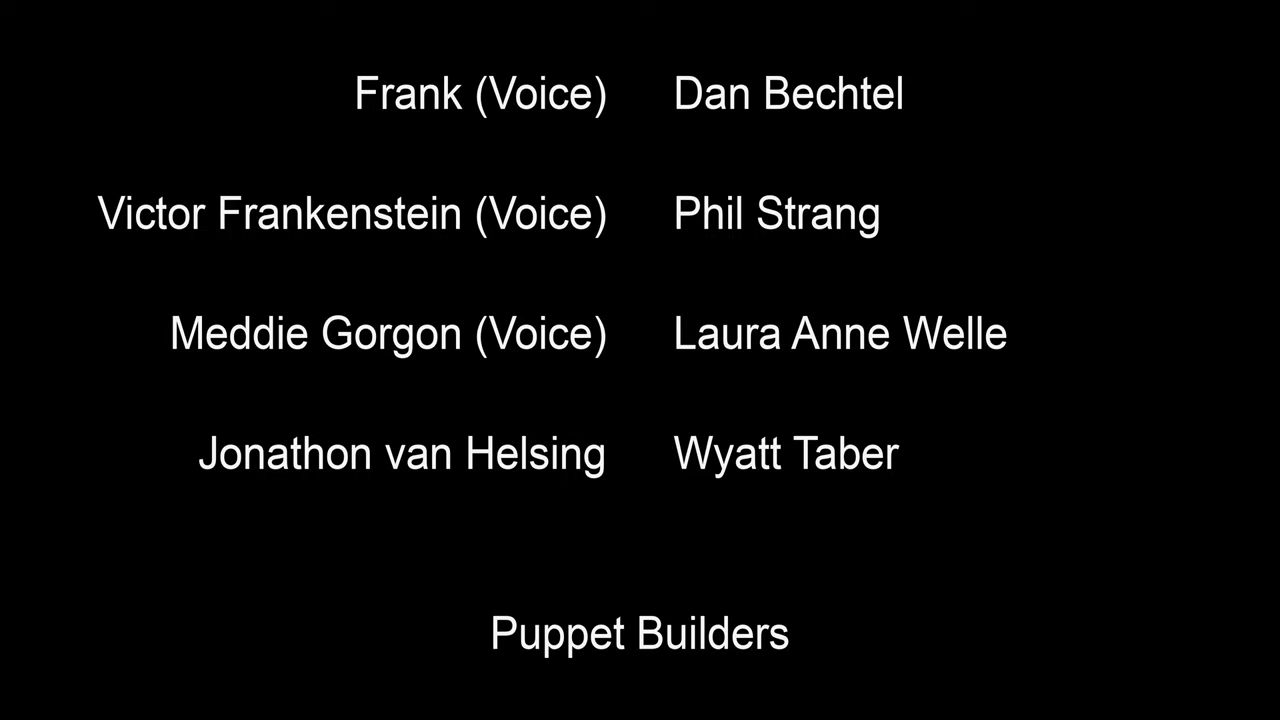 Frank (Voice) Dan Bechtel
Victor Frankenstein (Voice) Phil Strang
Meddie Gorgon (Voice) Laura Anne Welle
Jonathon van Helsing Wyatt Taber
Puppet Builders